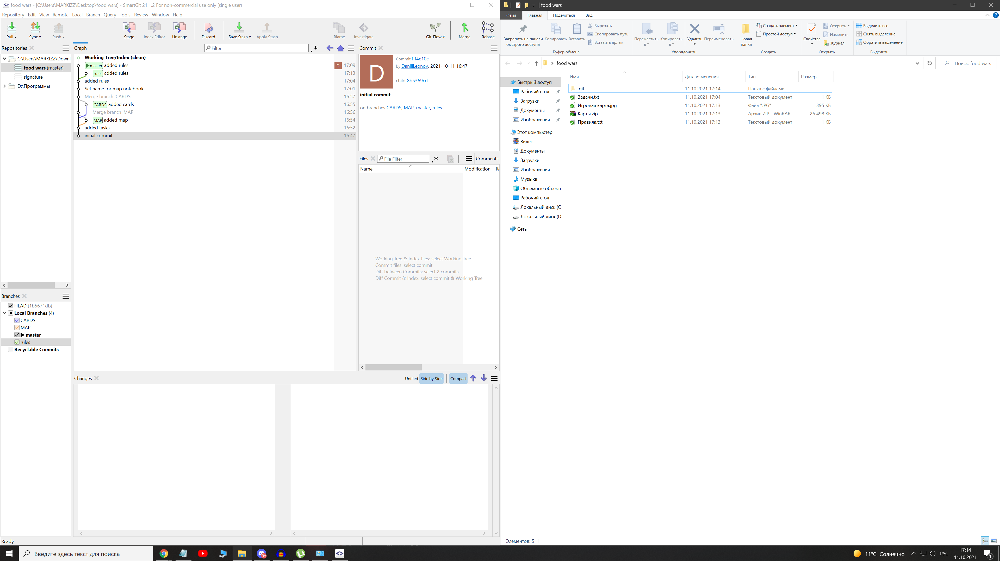 food wars - [C:\Users\MARKIZZ\Desktop\food wars] - SmartGit 21.1.2 For non-commercial use only (single user)
Repository Edit View Remote Local Branch Query Tools Review Window Help
Pull Sync Push Stage Index Editor Unstage Discard Save Stash Apply Stash Blame Investigate Git-Flow Merge Rebase
Repositories
C:\Users\MARKIZZ\Downl
food wars (master)
signature
D:\Программы
Graph
Filter
Working Tree/Index (clean)
master added rules D 17:09
rules added rules 17:13
added rules 17:04
Set name for map notebook 17:01
Merge branch 'CARDS' 16:57
CARDS added cards 16:55
Merge branch 'MAP' 16:56
MAP added map 16:54
added tasks 16:52
initial commit 16:47
Commit
D
Commit fff4e10c
by DaniilLeonov, 2021-10-11 16:47
child 8b5369cd
initial commit
on branches CARDS, MAP, master, rules
Files File Filter Comments
Name Modification Re
Working Tree & Index files: select Working Tree
Commit files: select commit
Diff between Commits: select 2 commits
Diff Commit & Index: select commit & Working Tree
Branches
HEAD (1b5671db)
Local Branches (4)
CARDS
MAP
master
rules
Recyclable Commits
Changes
Unified Side by Side Compact
Ready
food wars
Файл Главная Поделиться Вид
Закрепить на панели быстрого доступа
Копировать
Вставить
Вырезать
Скопировать путь
Вставить ярлык
Буфер обмена
Переместить в
Копировать в
Удалить
Переименовать
Упорядочить
Новая папка
Создать элемент
Простой доступ
Создать
Свойства
Открыть
Изменить
Журнал
Открыть
Выделить все
Снять выделение
Обратить выделение
Выделить
food wars
Поиск: food wars
Имя Дата изменения Тип Размер
.git 11.10.2021 17:14 Папка с файлами
Задачи.txt 11.10.2021 17:04 Текстовый документ 1 КБ
Игровая карта.jpg 11.10.2021 17:13 Файл "JPG" 395 КБ
Карты.zip 11.10.2021 17:13 Архив ZIP - WinRAR 26 498 КБ
Правила.txt 11.10.2021 17:13 Текстовый документ 1 КБ
Быстрый доступ
Рабочий стол
Загрузки
Документы
Изображения
Этот компьютер
Видео
Документы
Загрузки
Изображения
Музыка
Объемные объекть
Рабочий стол
Локальный диск (C:
Локальный диск (D
Сеть
Элементов: 5
Введите здесь текст для поиска
9+
11°C Солнечно
РУС
17:14
11.10.2021
1